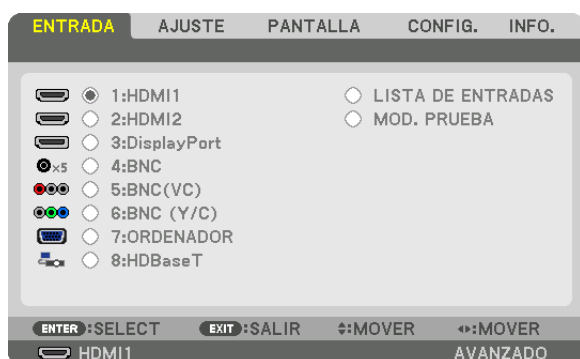 ENTRADA AJUSTE PANTALLA CONFIG. INFO.
1:HDMI1 LISTA DE ENTRADAS
2:HDMI2 MOD. PRUEBA
3:DisplayPort
×5 4:BNC
5:BNC(VC)
6:BNC (Y/C)
7:ORDENADOR
8:HDBaseT
ENTER:SELECT EXIT:SALIR :MOVER :MOVER
HDMI1 AVANZADO